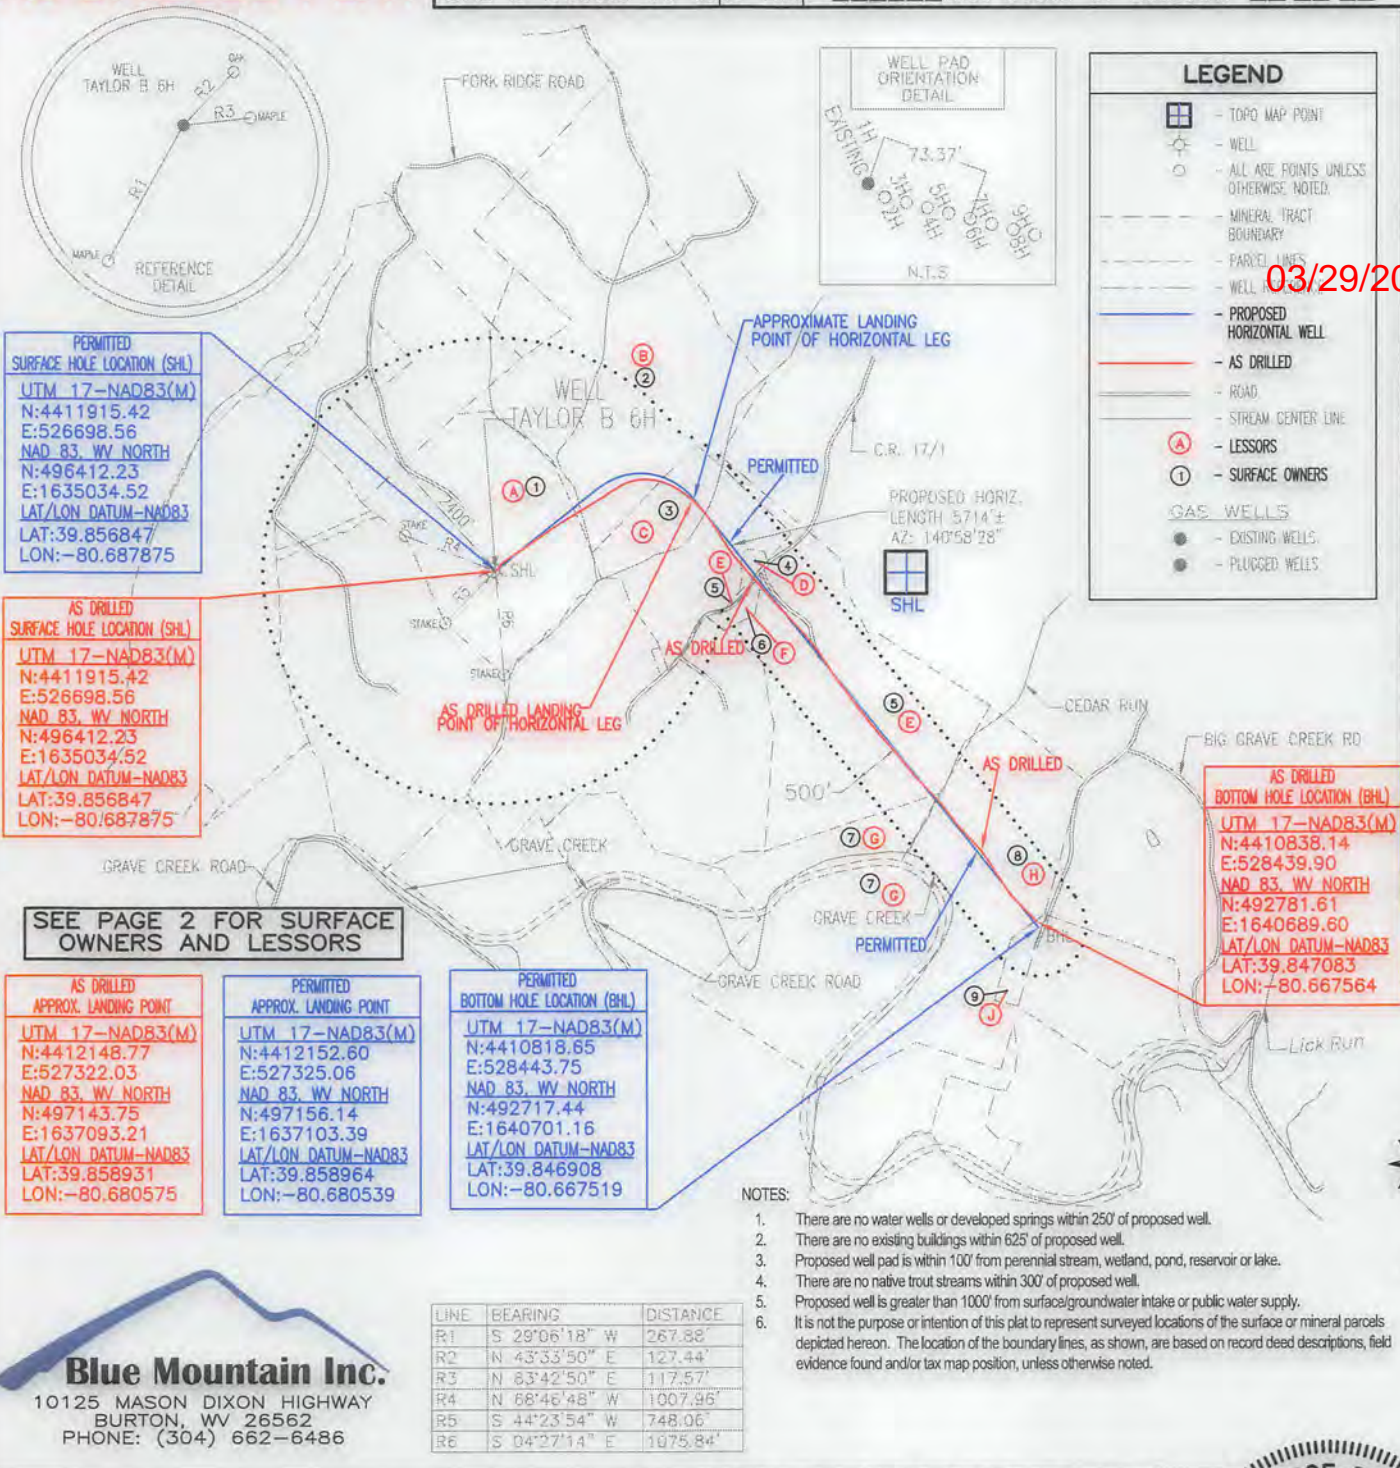 WELL
TAYLOR B 6H
OAK
R2
R3
MAPLE
R1
MAPLE
REFERENCE
DETAIL
FORK RIDGE ROAD
WELL PAD
ORIENTATION
DETAIL
EXISTING
1H
73.37'
2H
3H
4H
5H
6H
7H
8H
9H
N.T.S
LEGEND
- TOPO MAP POINT
- WELL
- ALL ARE POINTS UNLESS
OTHERWISE NOTED.
- MINERAL TRACT
BOUNDARY
- PARCEL LINES
- WELL
03/29/20
- PROPOSED
HORIZONTAL WELL
- AS DRILLED
- ROAD
- STREAM CENTER LINE
A - LESSORS
1 - SURFACE OWNERS
GAS WELLS
- EXISTING WELLS
- PLUGGED WELLS
PERMITTED
SURFACE HOLE LOCATION (SHL)
UTM 17-NAD83(M)
N:4411915.42
E:526698.56
NAD 83, WV NORTH
N:496412.23
E:1635034.52
LAT/LON DATUM-NAD83
LAT:39.856847
LON:-80.687875
APPROXIMATE LANDING
POINT OF HORIZONTAL LEG
B
2
WELL
TAYLOR B 6H
C.R. 17/1
PERMITTED
PROPOSED HORIZ.
LENGTH 5714'±
AZ: 140°58'28"
SHL
2400'
A 1
3
C
STAKE
R4
SHL
R5
STAKE
R6
STAKE
E
5
4
D
6
F
AS DRILLED
AS DRILLED LANDING
POINT OF HORIZONTAL LEG
AS DRILLED
SURFACE HOLE LOCATION (SHL)
UTM 17-NAD83(M)
N:4411915.42
E:526698.56
NAD 83, WV NORTH
N:496412.23
E:1635034.52
LAT/LON DATUM-NAD83
LAT:39.856847
LON:-80.687875
5
E
CEDAR RUN
BIG GRAVE CREEK RD
AS DRILLED
500'
AS DRILLED
BOTTOM HOLE LOCATION (BHL)
UTM 17-NAD83(M)
N:4410838.14
E:528439.90
NAD 83, WV NORTH
N:492781.61
E:1640689.60
LAT/LON DATUM-NAD83
LAT:39.847083
LON:-80.667564
GRAVE CREEK ROAD
GRAVE CREEK
7 G
8
H
7
G
GRAVE CREEK
PERMITTED
BHL
GRAVE CREEK ROAD
9
J
Lick Run
SEE PAGE 2 FOR SURFACE
OWNERS AND LESSORS
AS DRILLED
APPROX. LANDING POINT
UTM 17-NAD83(M)
N:4412148.77
E:527322.03
NAD 83, WV NORTH
N:497143.75
E:1637093.21
LAT/LON DATUM-NAD83
LAT:39.858931
LON:-80.680575
PERMITTED
APPROX. LANDING POINT
UTM 17-NAD83(M)
N:4412152.60
E:527325.06
NAD 83, WV NORTH
N:497156.14
E:1637103.39
LAT/LON DATUM-NAD83
LAT:39.858964
LON:-80.680539
PERMITTED
BOTTOM HOLE LOCATION (BHL)
UTM 17-NAD83(M)
N:4410818.65
E:528443.75
NAD 83, WV NORTH
N:492717.44
E:1640701.16
LAT/LON DATUM-NAD83
LAT:39.846908
LON:-80.667519
NOTES:
1. There are no water wells or developed springs within 250' of proposed well.
2. There are no existing buildings within 625' of proposed well.
3. Proposed well pad is within 100' from perennial stream, wetland, pond, reservoir or lake.
4. There are no native trout streams within 300' of proposed well.
5. Proposed well is greater than 1000' from surface/groundwater intake or public water supply.
6. It is not the purpose or intention of this plat to represent surveyed locations of the surface or mineral parcels
depicted hereon. The location of the boundary lines, as shown, are based on record deed descriptions, field
evidence found and/or tax map position, unless otherwise noted.
Blue Mountain Inc.
10125 MASON DIXON HIGHWAY
BURTON, WV 26562
PHONE: (304) 662-6486
LINE BEARING DISTANCE
R1 S 29°06'18" W 267.88'
R2 N 43°33'50" E 127.44'
R3 N 83°42'50" E 117.57'
R4 N 68°46'48" W 1007.96'
R5 S 44°23'54" W 748.06'
R6 S 04°27'14" E 1075.84'